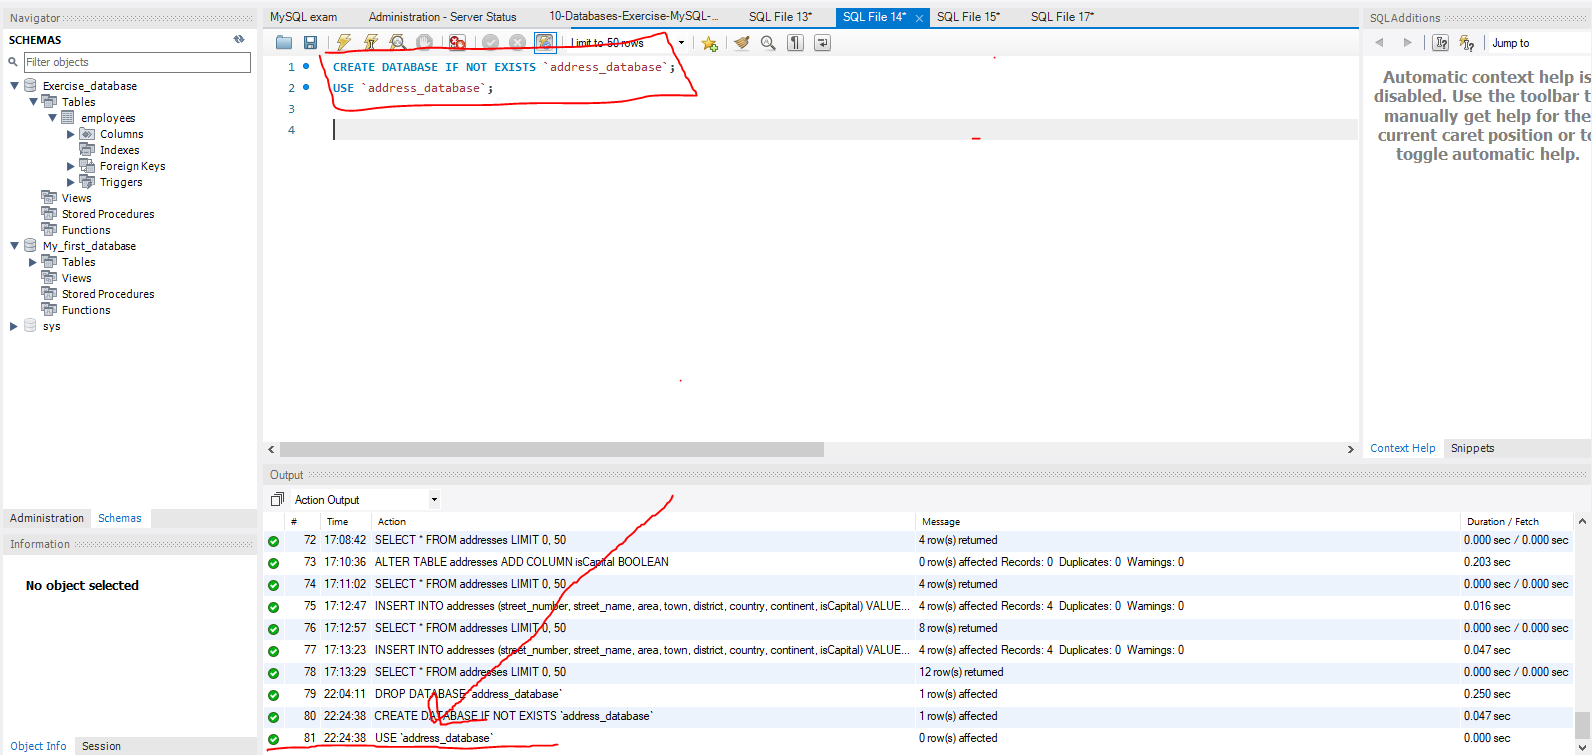 Navigator
SCHEMAS
Filter objects
Exercise_database
Tables
employees
Columns
Indexes
Foreign Keys
Triggers
Views
Stored Procedures
Functions
My_first_database
Tables
Views
Stored Procedures
Functions
sys
Administration Schemas
Information
No object selected
Object Info Session
MySQL exam Administration - Server Status 10-Databases-Exercise-MySQL-... SQL File 13* SQL File 14* SQL File 15* SQL File 17*
Limit to 50 rows
1 CREATE DATABASE IF NOT EXISTS `address_database`;
2 USE `address_database`;
3
4
SQLAdditions
Jump to
Automatic context help is
disabled. Use the toolbar t
manually get help for the
current caret position or to
toggle automatic help.
Context Help Snippets
Output
Action Output
# Time Action Message Duration / Fetch
72 17:08:42 SELECT * FROM addresses LIMIT 0, 50 4 row(s) returned 0.000 sec / 0.000 sec
73 17:10:36 ALTER TABLE addresses ADD COLUMN isCapital BOOLEAN 0 row(s) affected Records: 0 Duplicates: 0 Warnings: 0 0.203 sec
74 17:11:02 SELECT * FROM addresses LIMIT 0, 50 4 row(s) returned 0.000 sec / 0.000 sec
75 17:12:47 INSERT INTO addresses (street_number, street_name, area, town, district, country, continent, isCapital) VALUE... 4 row(s) affected Records: 4 Duplicates: 0 Warnings: 0 0.016 sec
76 17:12:57 SELECT * FROM addresses LIMIT 0, 50 8 row(s) returned 0.000 sec / 0.000 sec
77 17:13:23 INSERT INTO addresses (street_number, street_name, area, town, district, country, continent, isCapital) VALUE... 4 row(s) affected Records: 4 Duplicates: 0 Warnings: 0 0.047 sec
78 17:13:29 SELECT * FROM addresses LIMIT 0, 50 12 row(s) returned 0.000 sec / 0.000 sec
79 22:04:11 DROP DATABASE `address_database` 1 row(s) affected 0.250 sec
80 22:24:38 CREATE DATABASE IF NOT EXISTS `address_database` 1 row(s) affected 0.047 sec
81 22:24:38 USE `address_database` 0 row(s) affected 0.000 sec